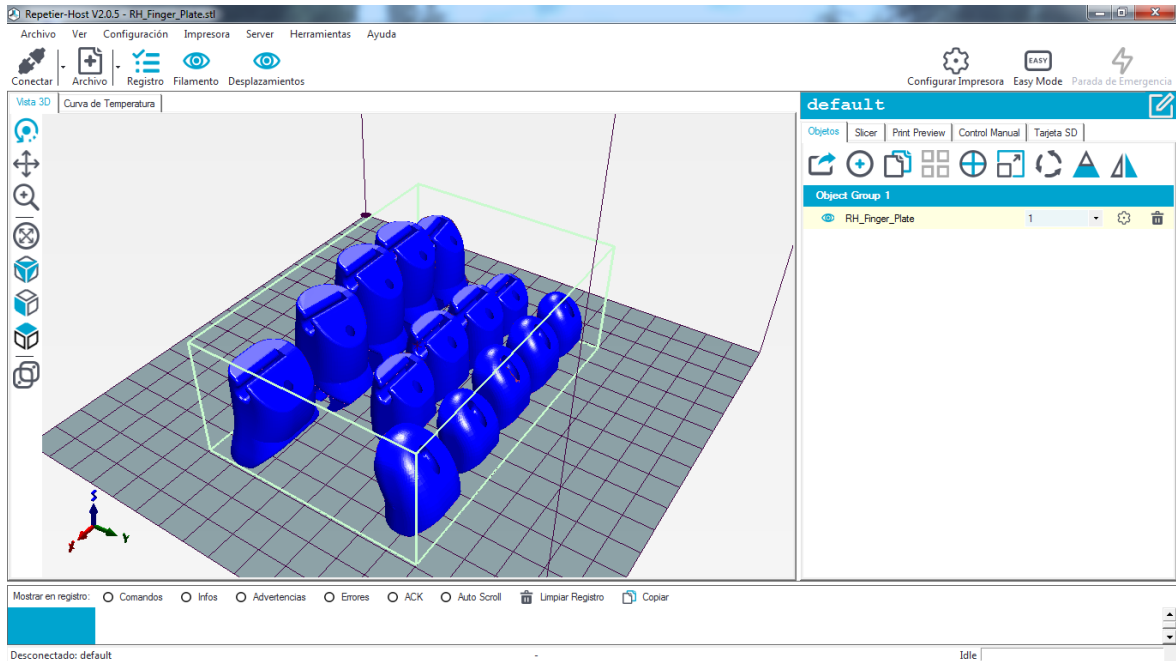 Repetier-Host V2.0.5 - RH_Finger_Plate.stl
Archivo Ver Configuración Impresora Server Herramientas Ayuda
Conectar Archivo Registro Filamento Desplazamientos
EASY
Configurar Impresora Easy Mode Parada de Emergencia
Vista 3D Curva de Temperatura
default
Objetos Slicer Print Preview Control Manual Tarjeta SD
Object Group 1
RH_Finger_Plate 1
X Y
Mostrar en registro: Comandos Infos Advertencias Errores ACK Auto Scroll Limpiar Registro Copiar
Desconectado: default - Idle